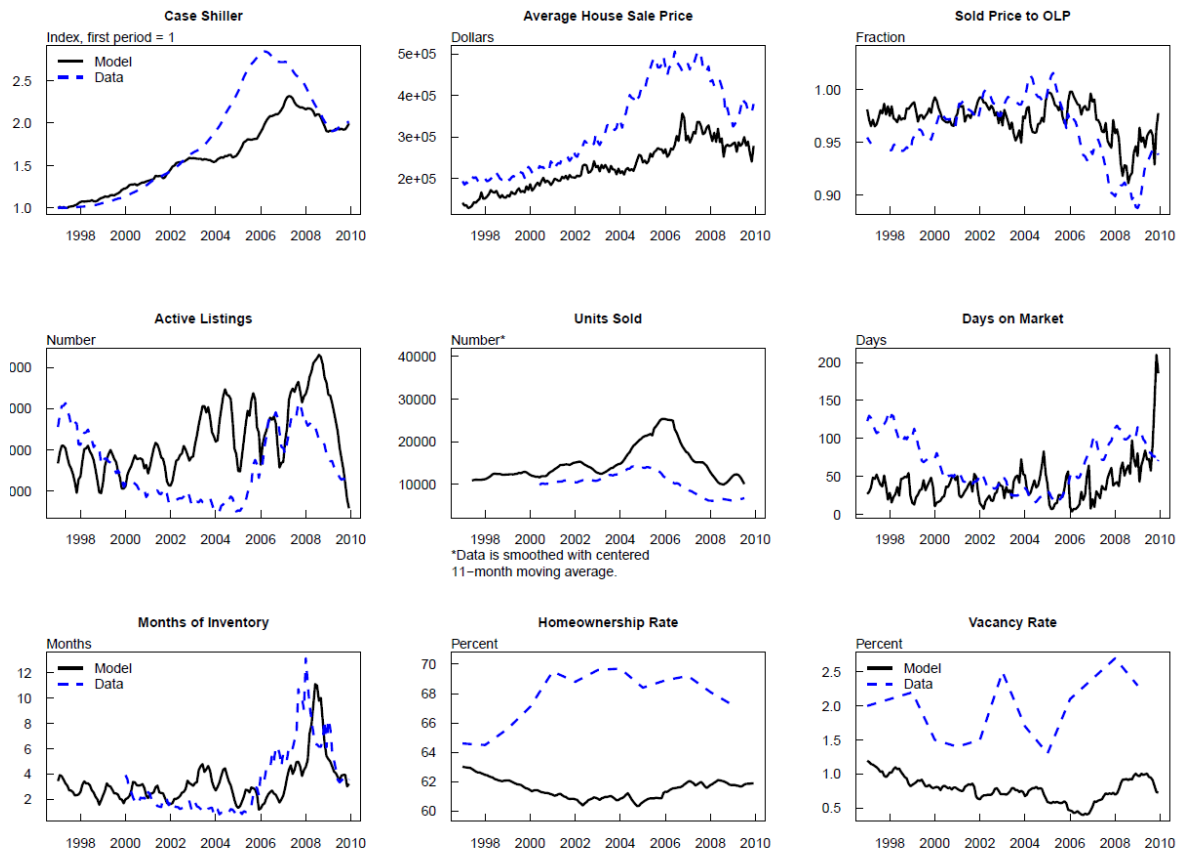 Case Shiller
Index, first period = 1
Model
Data
2.5
2.0
1.5
1.0
1998 2000 2002 2004 2006 2008 2010
Average House Sale Price
Dollars
5e+05
4e+05
3e+05
2e+05
1998 2000 2002 2004 2006 2008 2010
Sold Price to OLP
Fraction
1.00
0.95
0.90
1998 2000 2002 2004 2006 2008 2010
Active Listings
Number
000
000
000
000
1998 2000 2002 2004 2006 2008 2010
Units Sold
Number*
40000
30000
20000
10000
1998 2000 2002 2004 2006 2008 2010
*Data is smoothed with centered
11−month moving average.
Days on Market
Days
200
150
100
50
0
1998 2000 2002 2004 2006 2008 2010
Months of Inventory
Months
Model
Data
12
10
8
6
4
2
1998 2000 2002 2004 2006 2008 2010
Homeownership Rate
Percent
70
68
66
64
62
60
1998 2000 2002 2004 2006 2008 2010
Vacancy Rate
Percent
Model
Data
2.5
2.0
1.5
1.0
0.5
1998 2000 2002 2004 2006 2008 2010